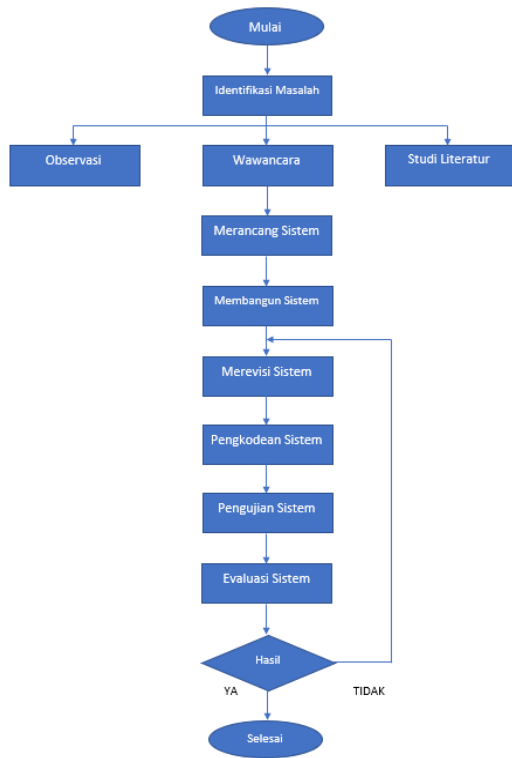 Mulai
Identifikasi Masalah
Observasi
Wawancara
Studi Literatur
Merancang Sistem
Membangun Sistem
Merevisi Sistem
Pengkodean Sistem
Pengujian Sistem
Evaluasi Sistem
Hasil
YA
TIDAK
Selesai